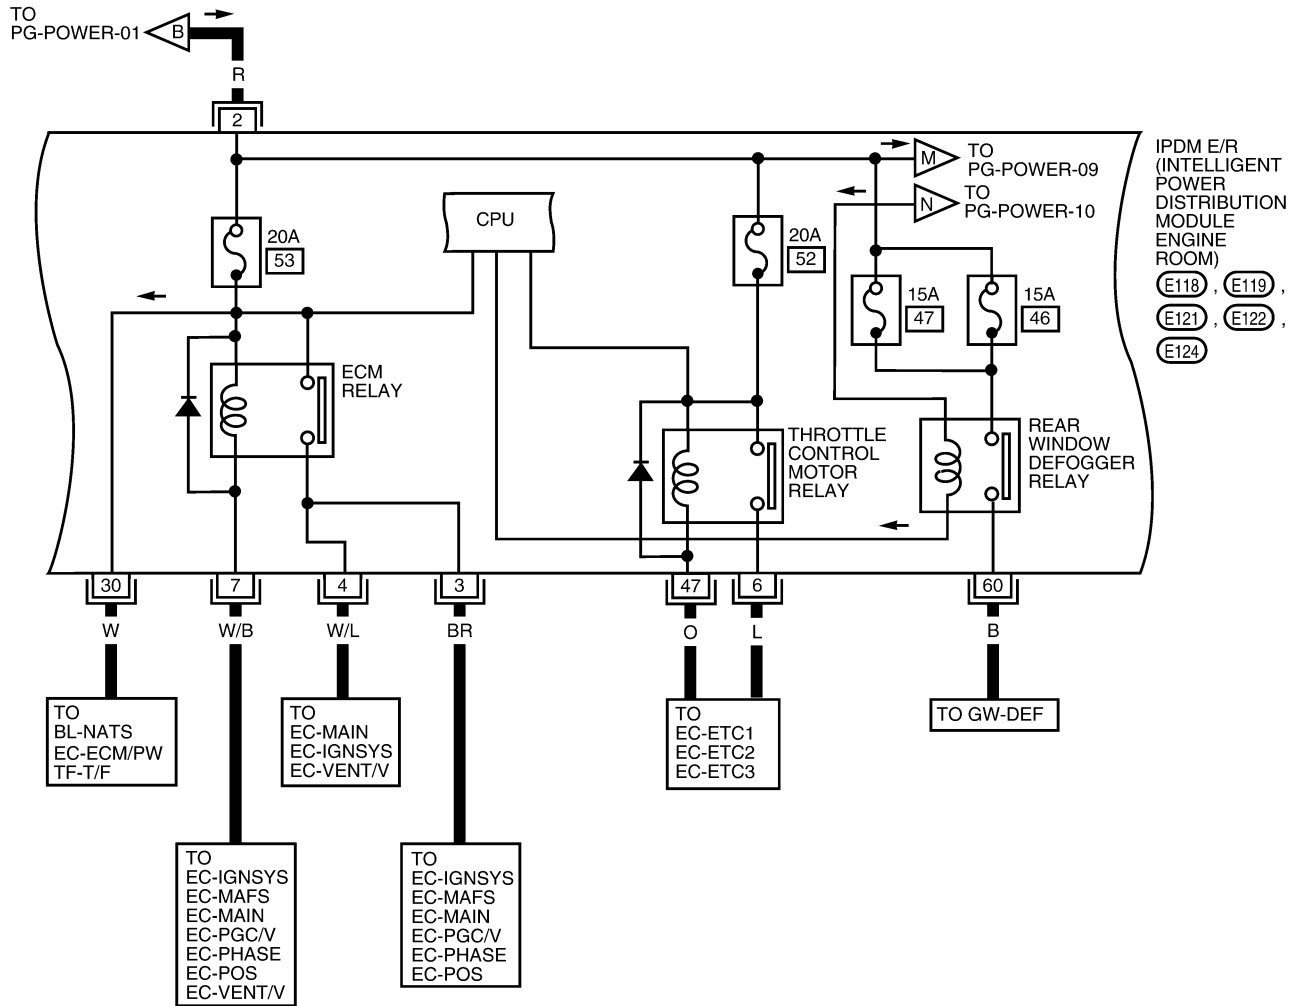 TO
PG-POWER-01
B
R
2
M
TO
PG-POWER-09
N
TO
PG-POWER-10
IPDM E/R
(INTELLIGENT
POWER
DISTRIBUTION
MODULE
ENGINE
ROOM)
E118 , E119 ,
E121 , E122 ,
E124
CPU
20A
53
20A
52
15A
47
15A
46
ECM
RELAY
THROTTLE
CONTROL
MOTOR
RELAY
REAR
WINDOW
DEFOGGER
RELAY
30
7
4
3
47
6
60
W
W/B
W/L
BR
O
L
B
TO
BL-NATS
EC-ECM/PW
TF-T/F
TO
EC-MAIN
EC-IGNSYS
EC-VENT/V
TO
EC-ETC1
EC-ETC2
EC-ETC3
TO GW-DEF
TO
EC-IGNSYS
EC-MAFS
EC-MAIN
EC-PGC/V
EC-PHASE
EC-POS
EC-VENT/V
TO
EC-IGNSYS
EC-MAFS
EC-MAIN
EC-PGC/V
EC-PHASE
EC-POS